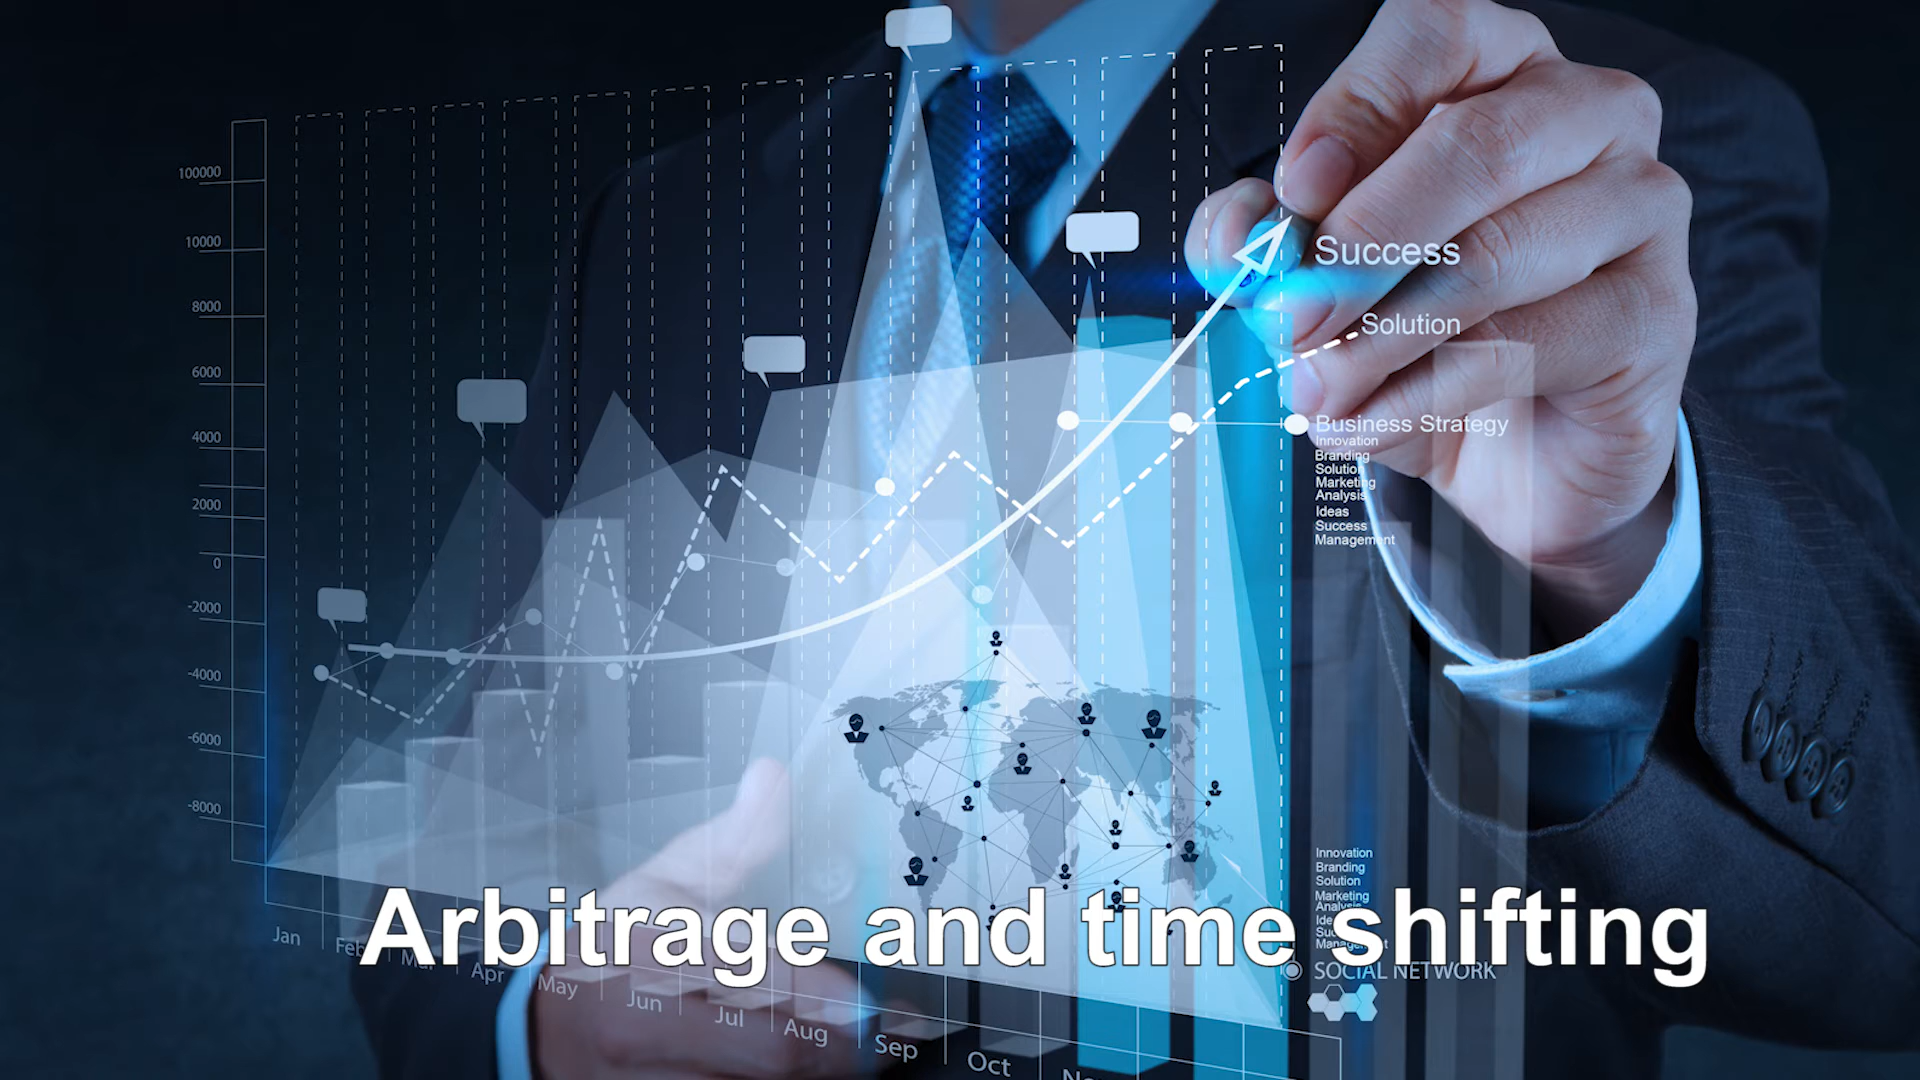 100000
10000
8000
6000
4000
2000
0
-2000
-4000
-6000
-8000
Success
Solution
Business Strategy
Innovation
Branding
Solution
Marketing
Analysis
Ideas
Success
Management
Innovation
Branding
Solution
Marketing
Arbitrage and time shifting
SOCIAL NETWORK
Jan
Apr
May
Jun
Jul
Aug
Sep
Oct